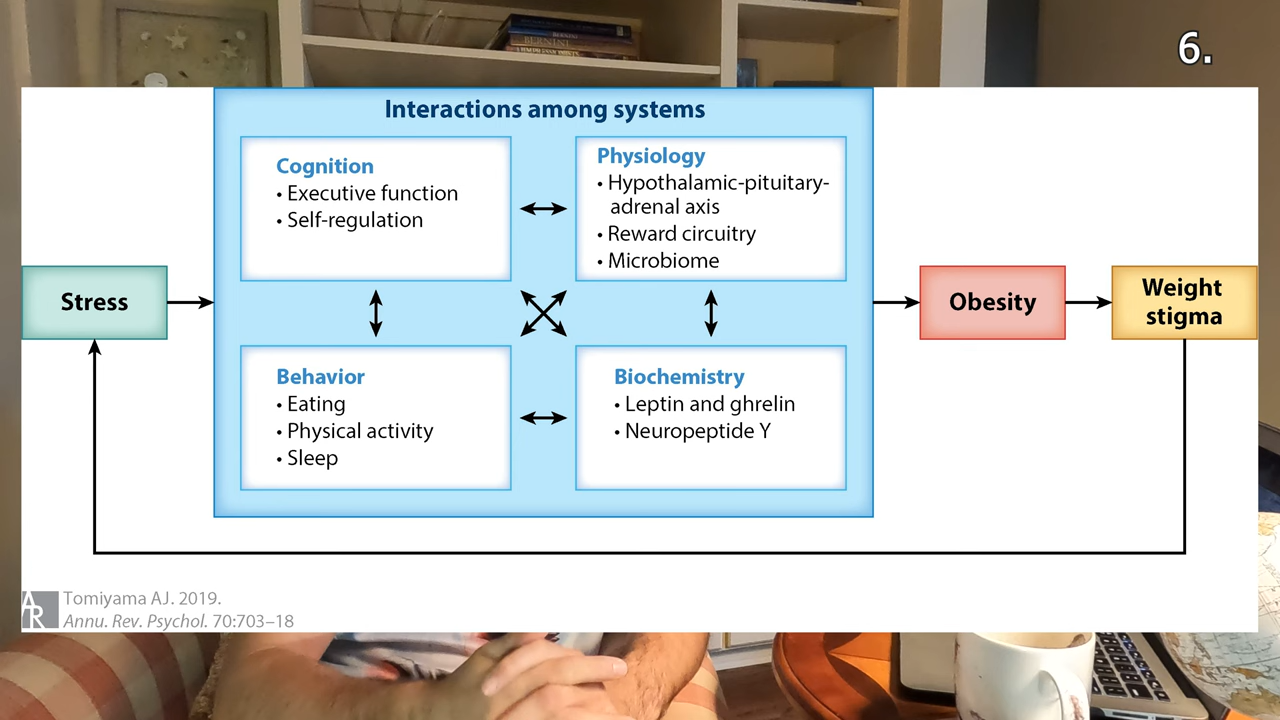 BERNINI
6.
Interactions among systems
Cognition
• Executive function
• Self-regulation
Physiology
• Hypothalamic-pituitary-
adrenal axis
• Reward circuitry
• Microbiome
Stress
Obesity
Weight
stigma
Behavior
• Eating
• Physical activity
• Sleep
Biochemistry
• Leptin and ghrelin
• Neuropeptide Y
AR
Tomiyama AJ. 2019.
Annu. Rev. Psychol. 70:703–18